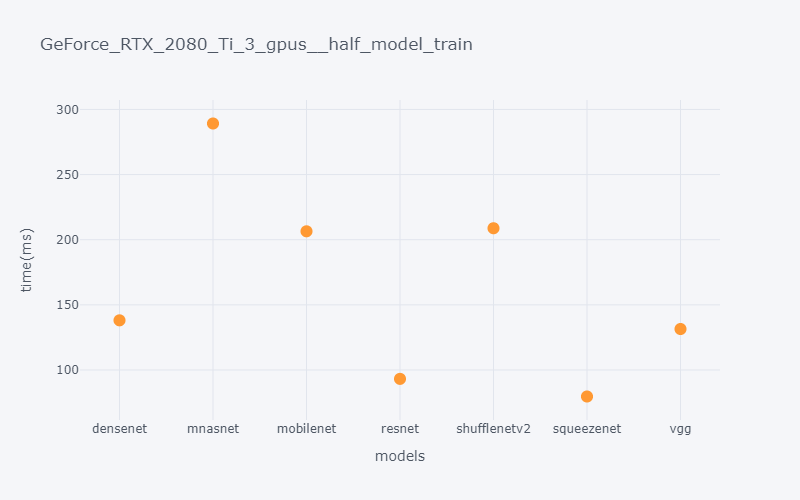 GeForce_RTX_2080_Ti_3_gpus__half_model_train
300
250
200
150
100
time(ms)
densenet mnasnet mobilenet resnet shufflenetv2 squeezenet vgg
models